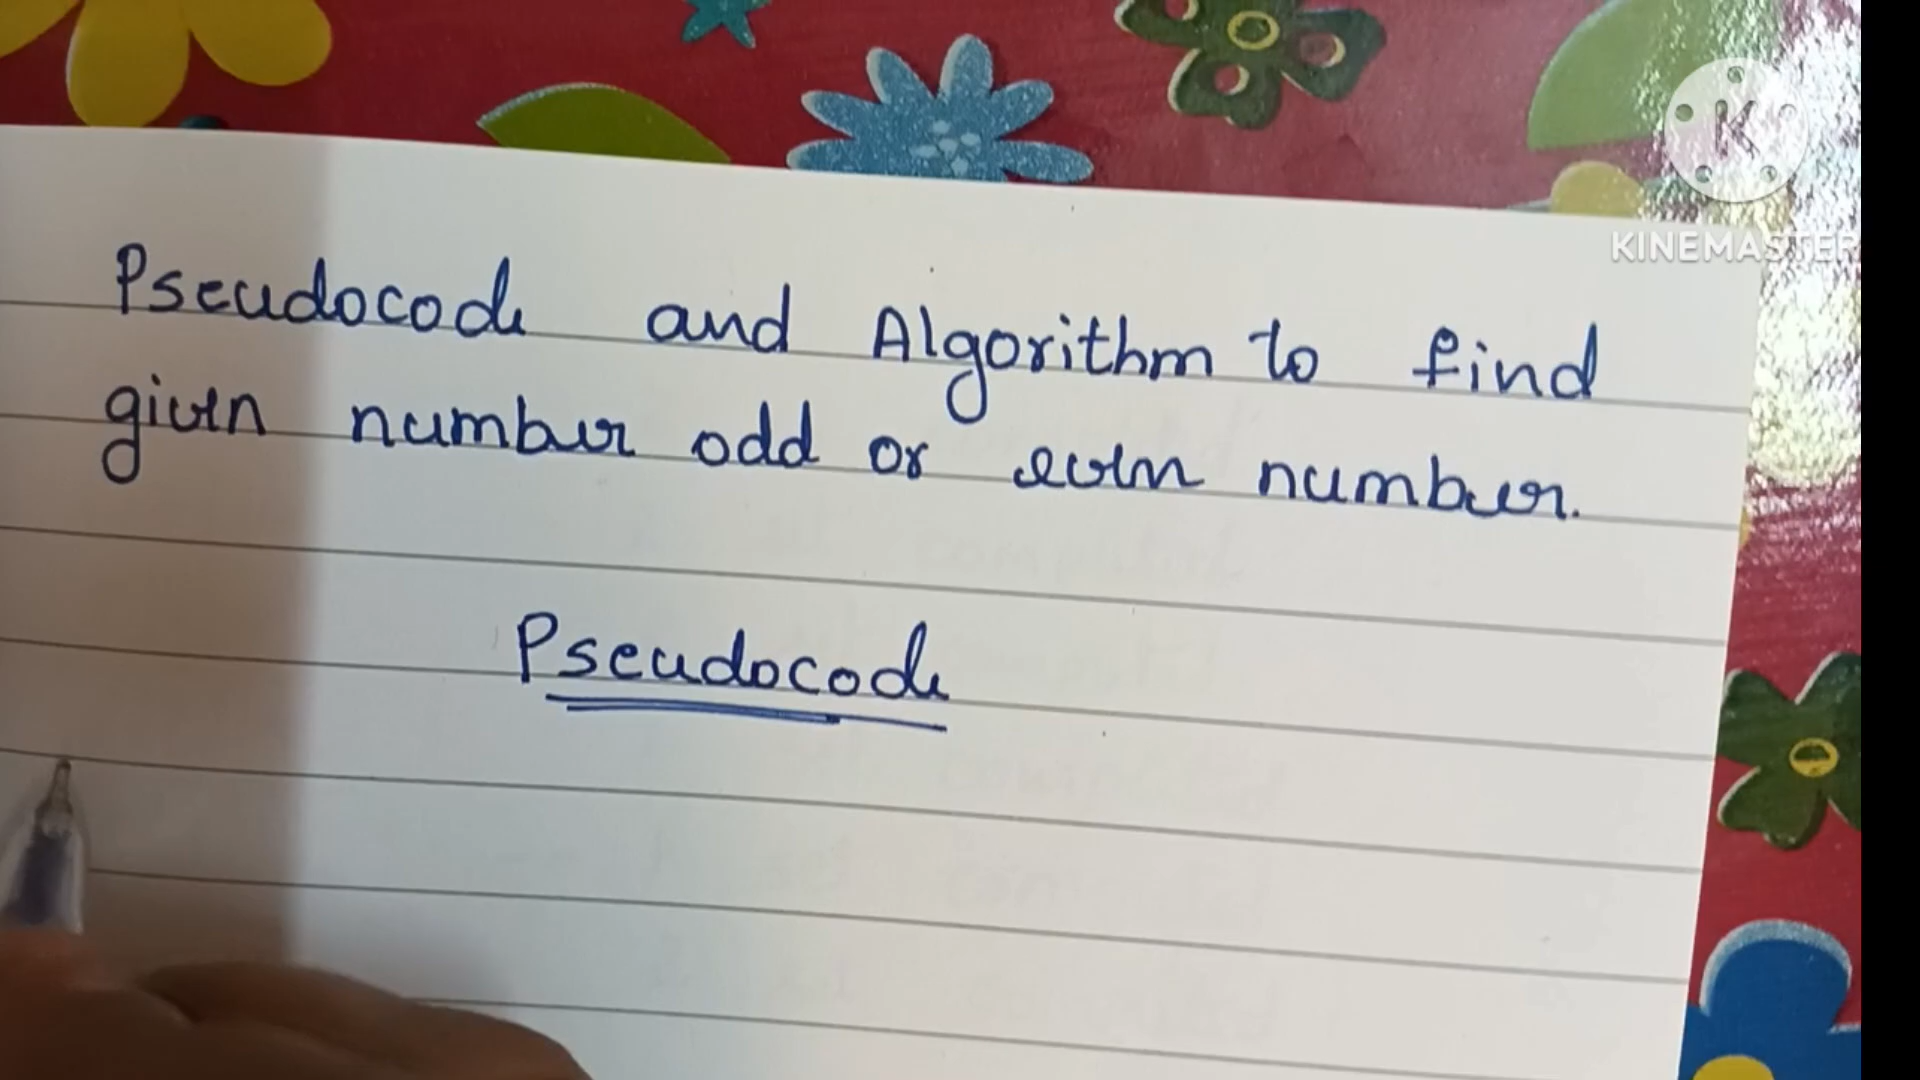 K
KINEMASTER
Pseudocode and Algorithm to find
given number odd or even number.
Pseudocode